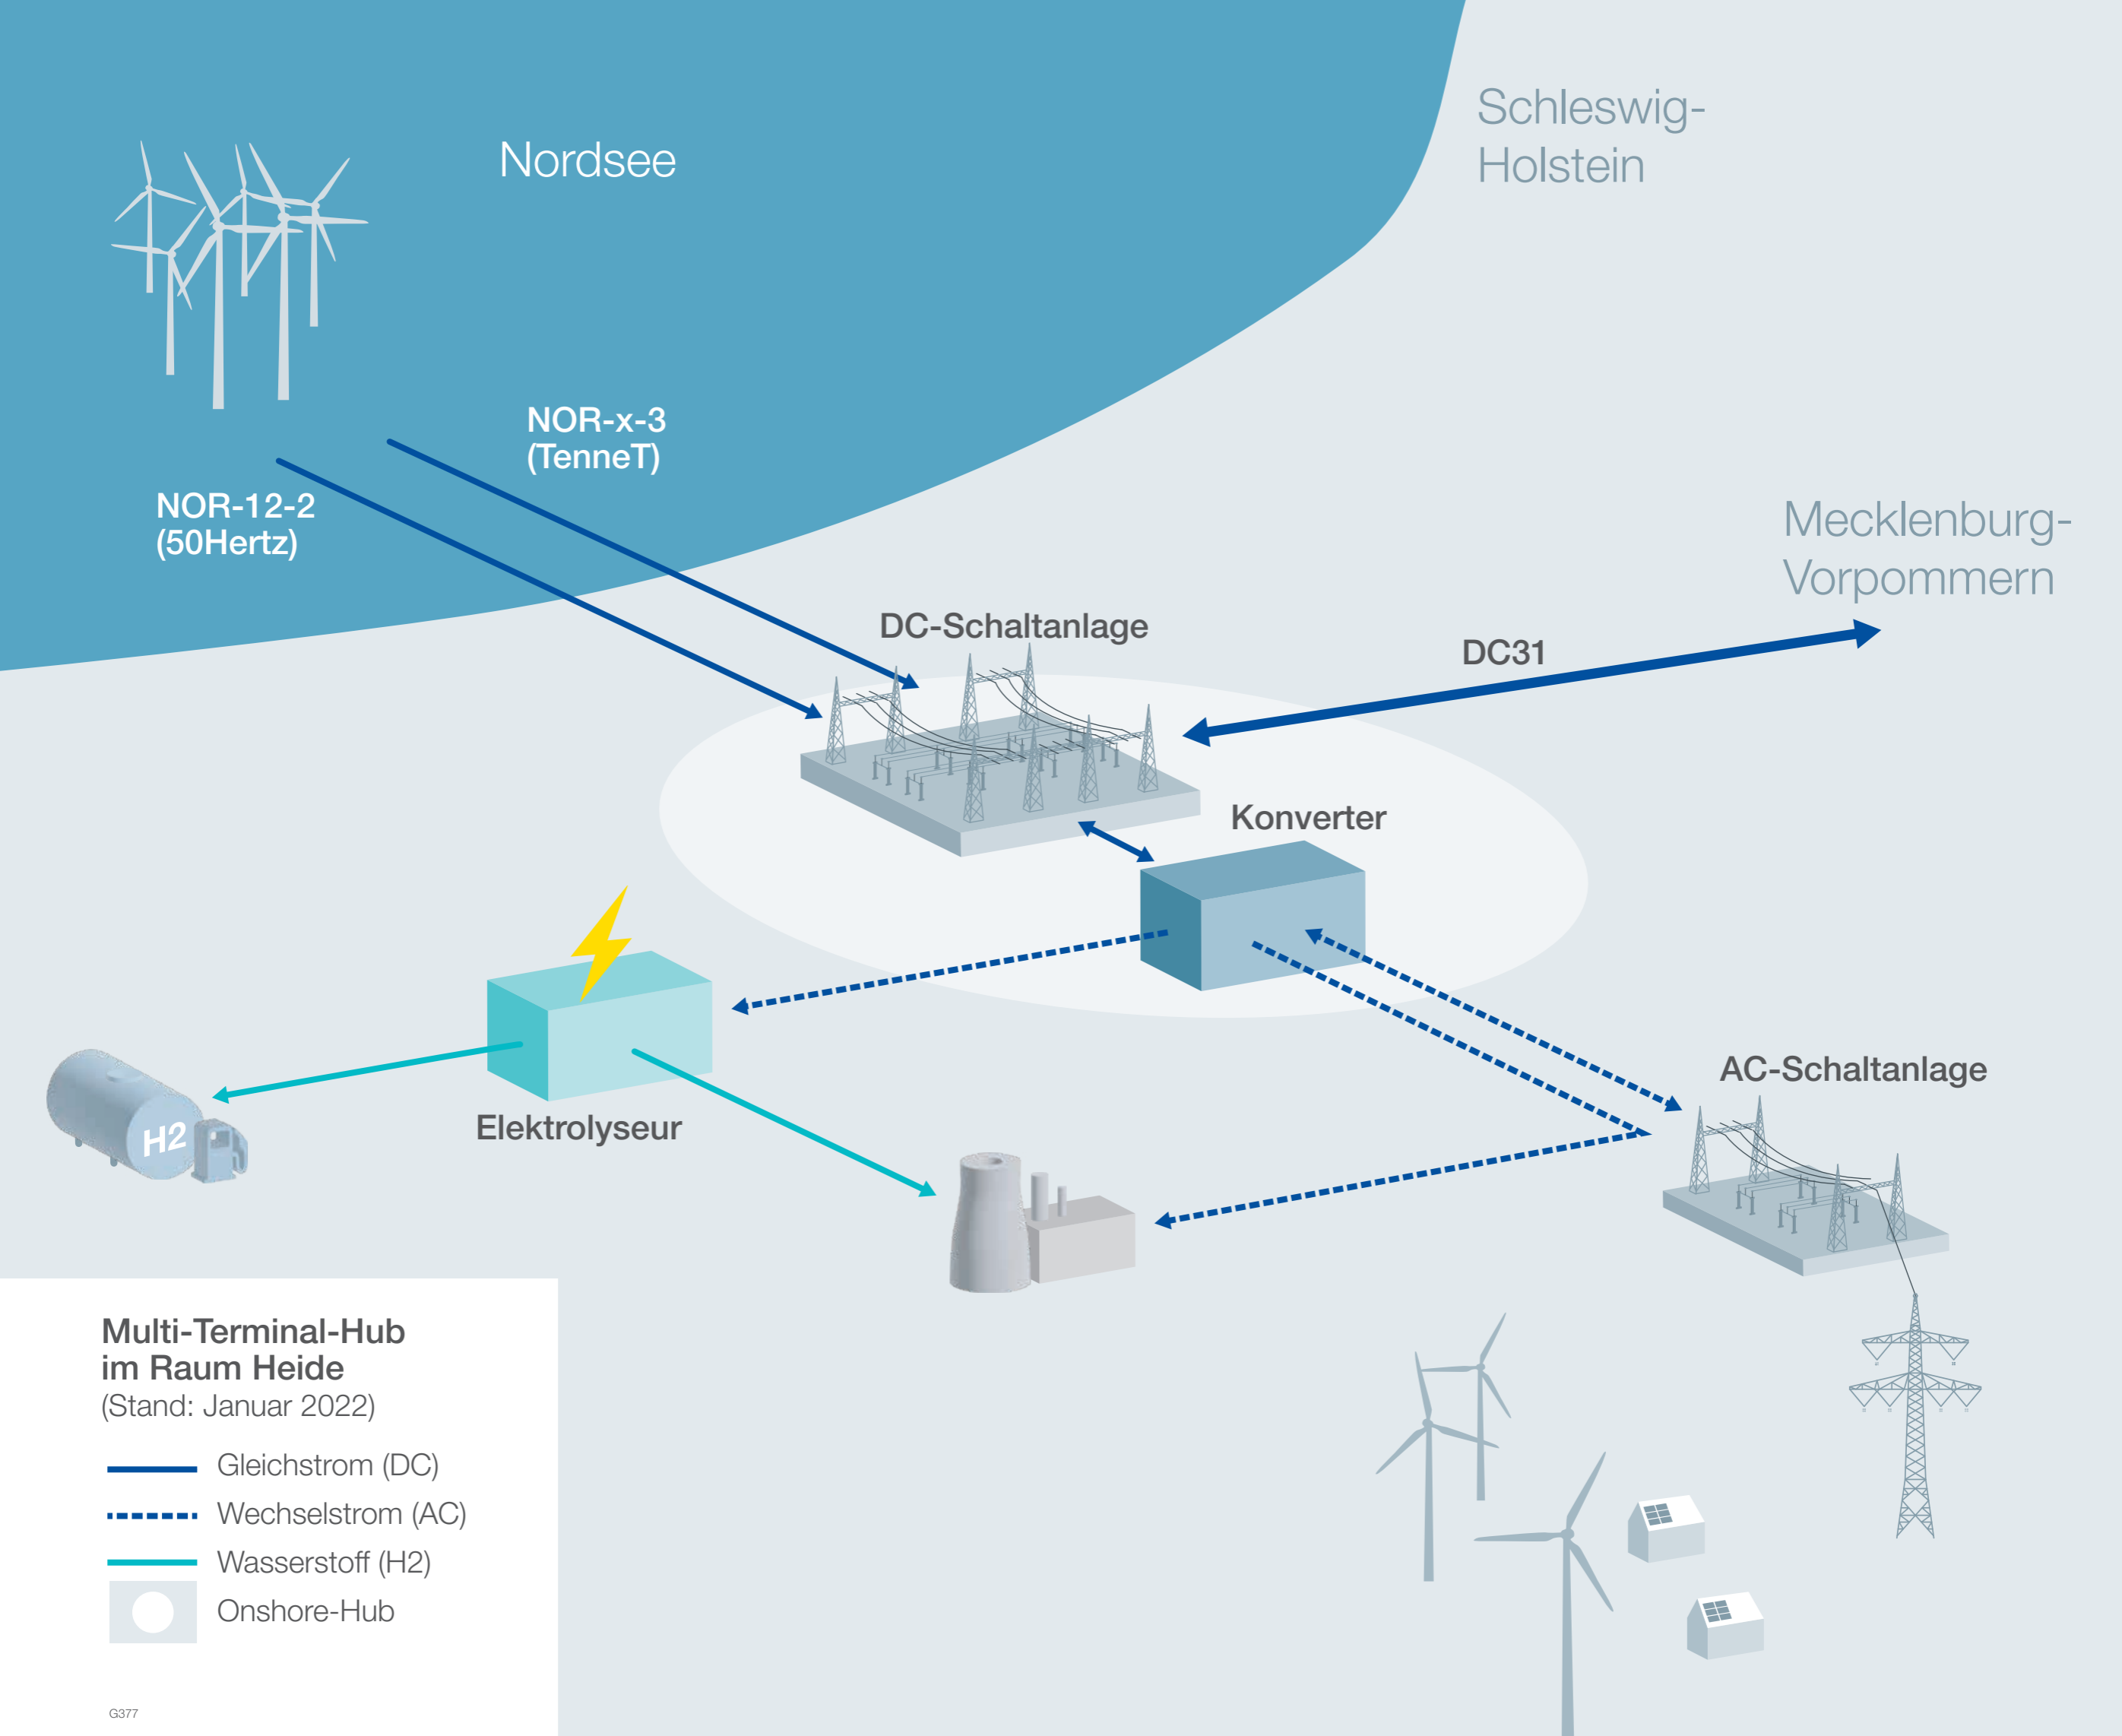 Nordsee
Schleswig-
Holstein
NOR-x-3
(TenneT)
NOR-12-2
(50Hertz)
Mecklenburg-
Vorpommern
DC-Schaltanlage
DC31
Konverter
AC-Schaltanlage
Elektrolyseur
H2
Multi-Terminal-Hub
im Raum Heide
(Stand: Januar 2022)
Gleichstrom (DC)
Wechselstrom (AC)
Wasserstoff (H2)
Onshore-Hub
G377